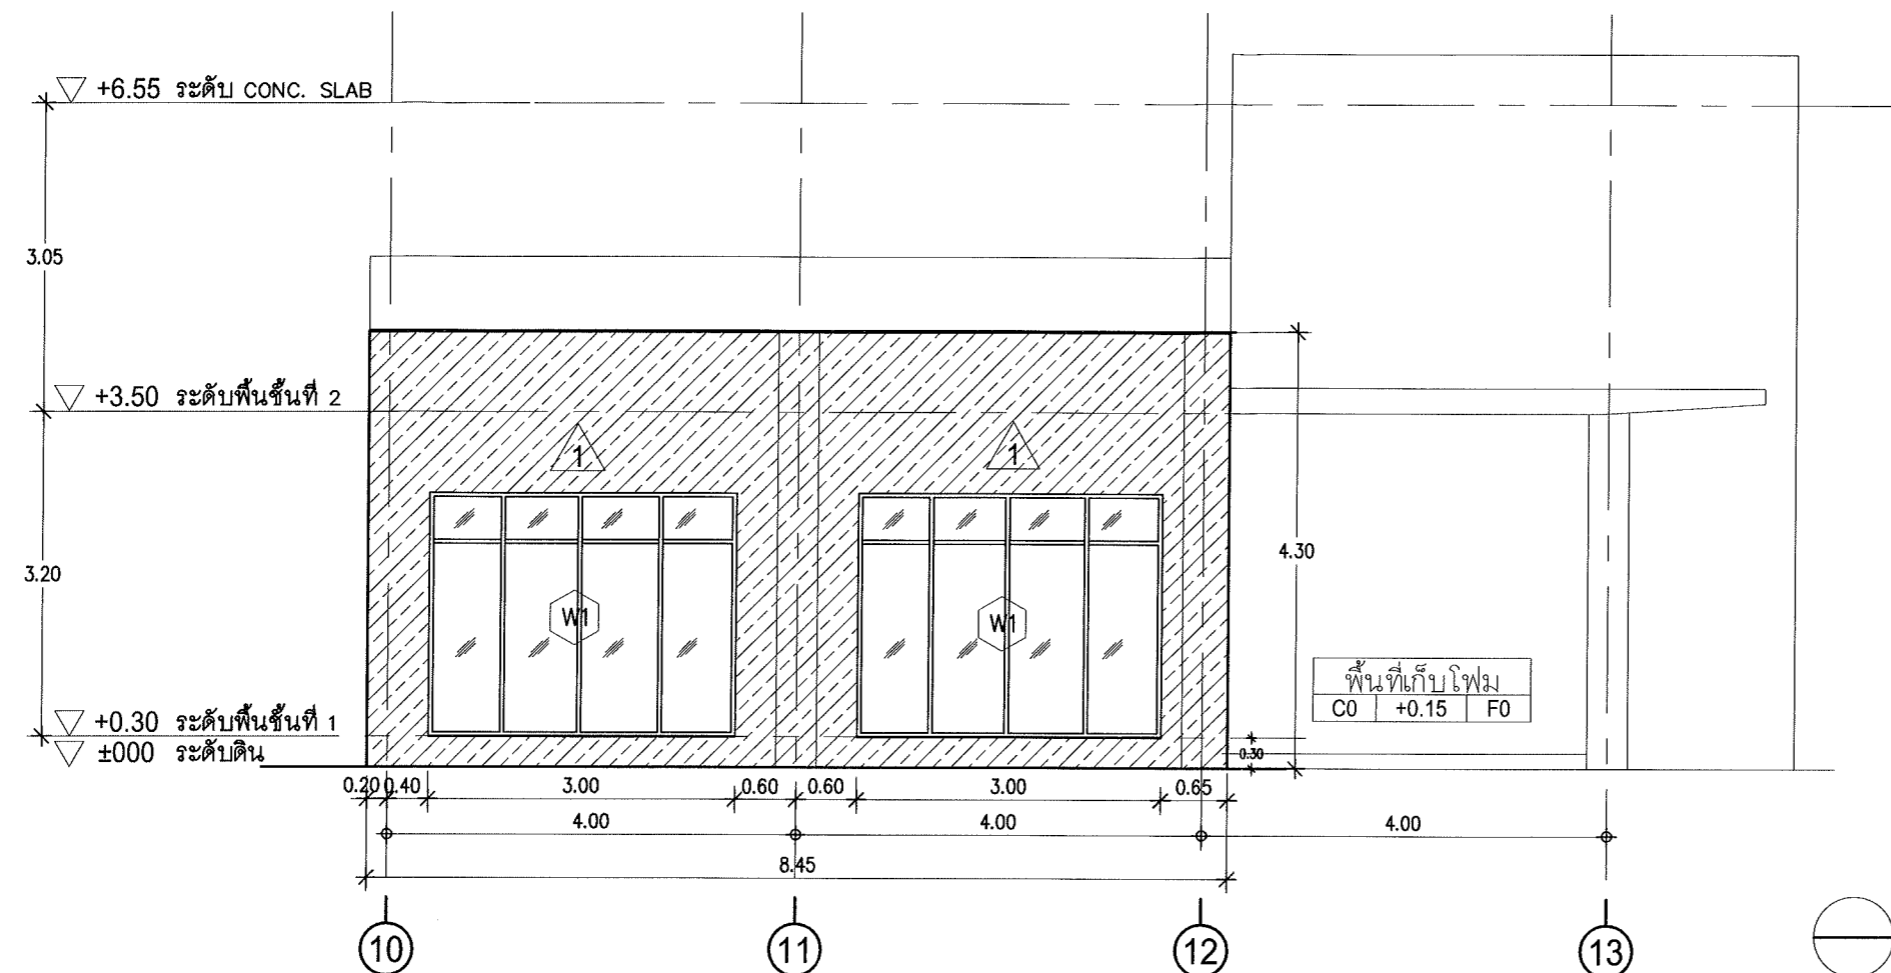 +6.55 ระดับ CONC. SLAB
3.05
+3.50 ระดับพื้นชั้นที่ 2
1 1
3.20
4.30
W1 W1
พื้นที่เก็บโฟม
C0 +0.15 F0
+0.30 ระดับพื้นชั้นที่ 1
±000 ระดับดิน
0.30
0.20 0.40 3.00 0.60 0.60 3.00 0.65
4.00 4.00 4.00
8.45
10 11 12 13